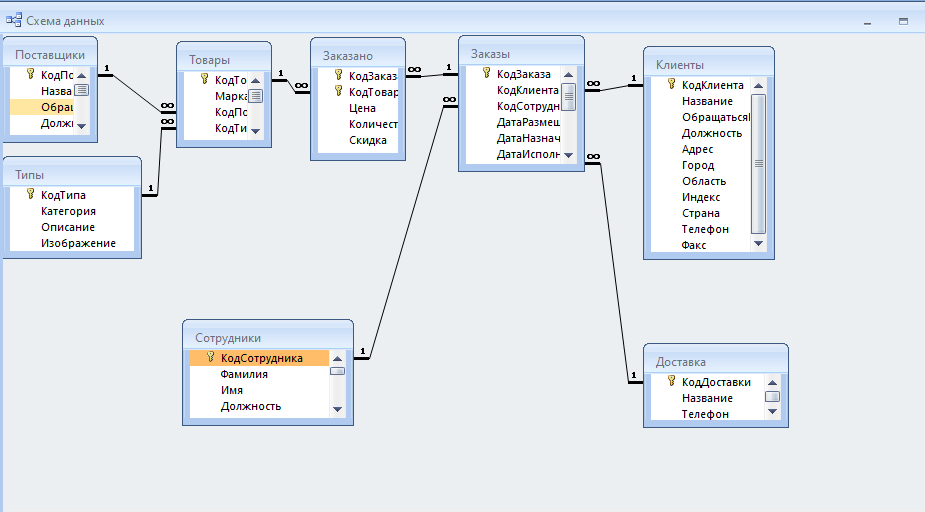 Схема данных
Поставщики
КодПо
Назва
Обращ
Должн
1
∞
∞
Товары
КодТо
Марка
КодПо
КодТи
1
∞
Заказано
КодЗаказа
КодТовар
Цена
Количест
Скидка
∞
1
∞
Заказы
КодЗаказа
КодКлиента
КодСотрудн
ДатаРазмещ
ДатаНазнач
ДатаИсполн
∞
1
∞
Клиенты
КодКлиента
Название
Обращаться
Должность
Адрес
Город
Область
Индекс
Страна
Телефон
Факс
Типы
КодТипа
Категория
Описание
Изображение
1
Сотрудники
КодСотрудника
Фамилия
Имя
Должность
1
Доставка
КодДоставки
Название
Телефон
1